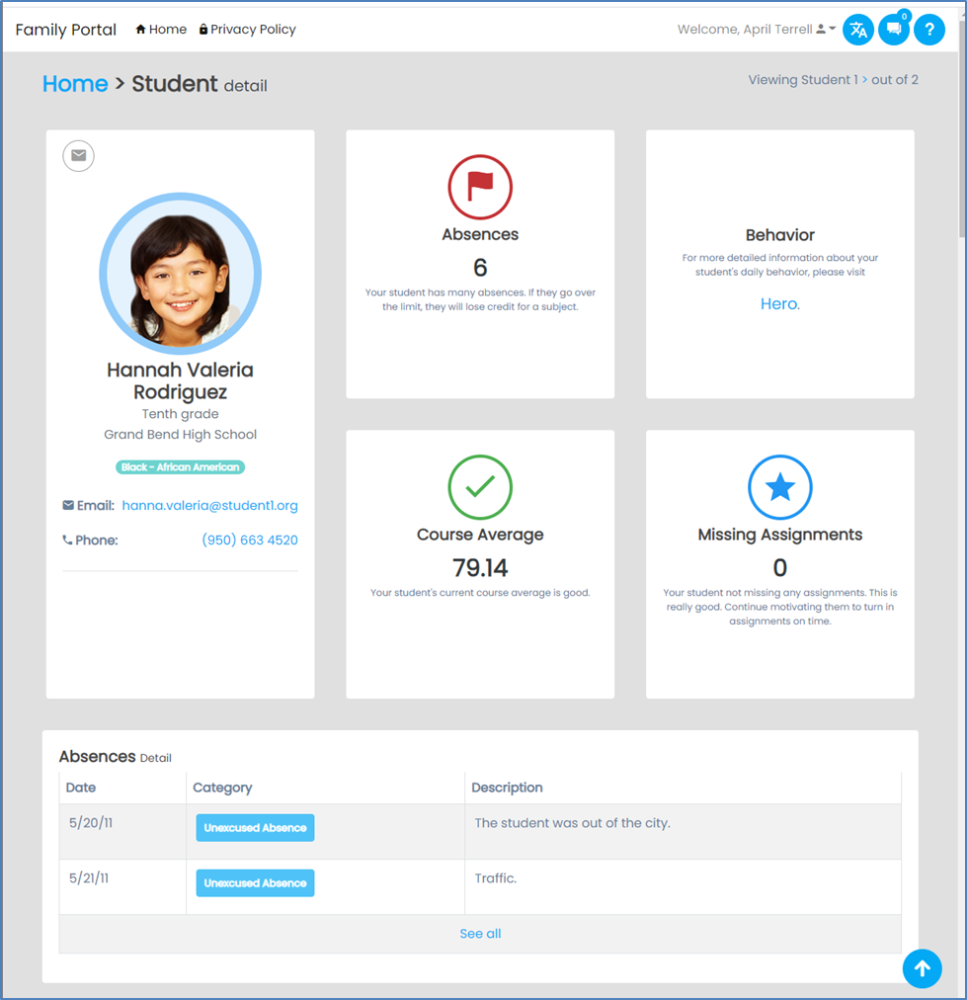 Family Portal Home Privacy Policy Welcome, April Terrell 0 ?
Home > Student detail Viewing Student 1 > out of 2
Hannah Valeria
Rodriguez
Tenth grade
Grand Bend High School
Black - African American
Email: hanna.valeria@student1.org
Phone: (950) 663 4520
Absences
6
Your student has many absences. If they go over
the limit, they will lose credit for a subject.
Behavior
For more detailed information about your
student's daily behavior, please visit
Hero.
Course Average
79.14
Your student's current course average is good.
Missing Assignments
0
Your student not missing any assignments. This is
really good. Continue motivating them to turn in
assignments on time.
Absences Detail
Date Category Description
5/20/11 Unexcused Absence The student was out of the city.
5/21/11 Unexcused Absence Traffic.
See all